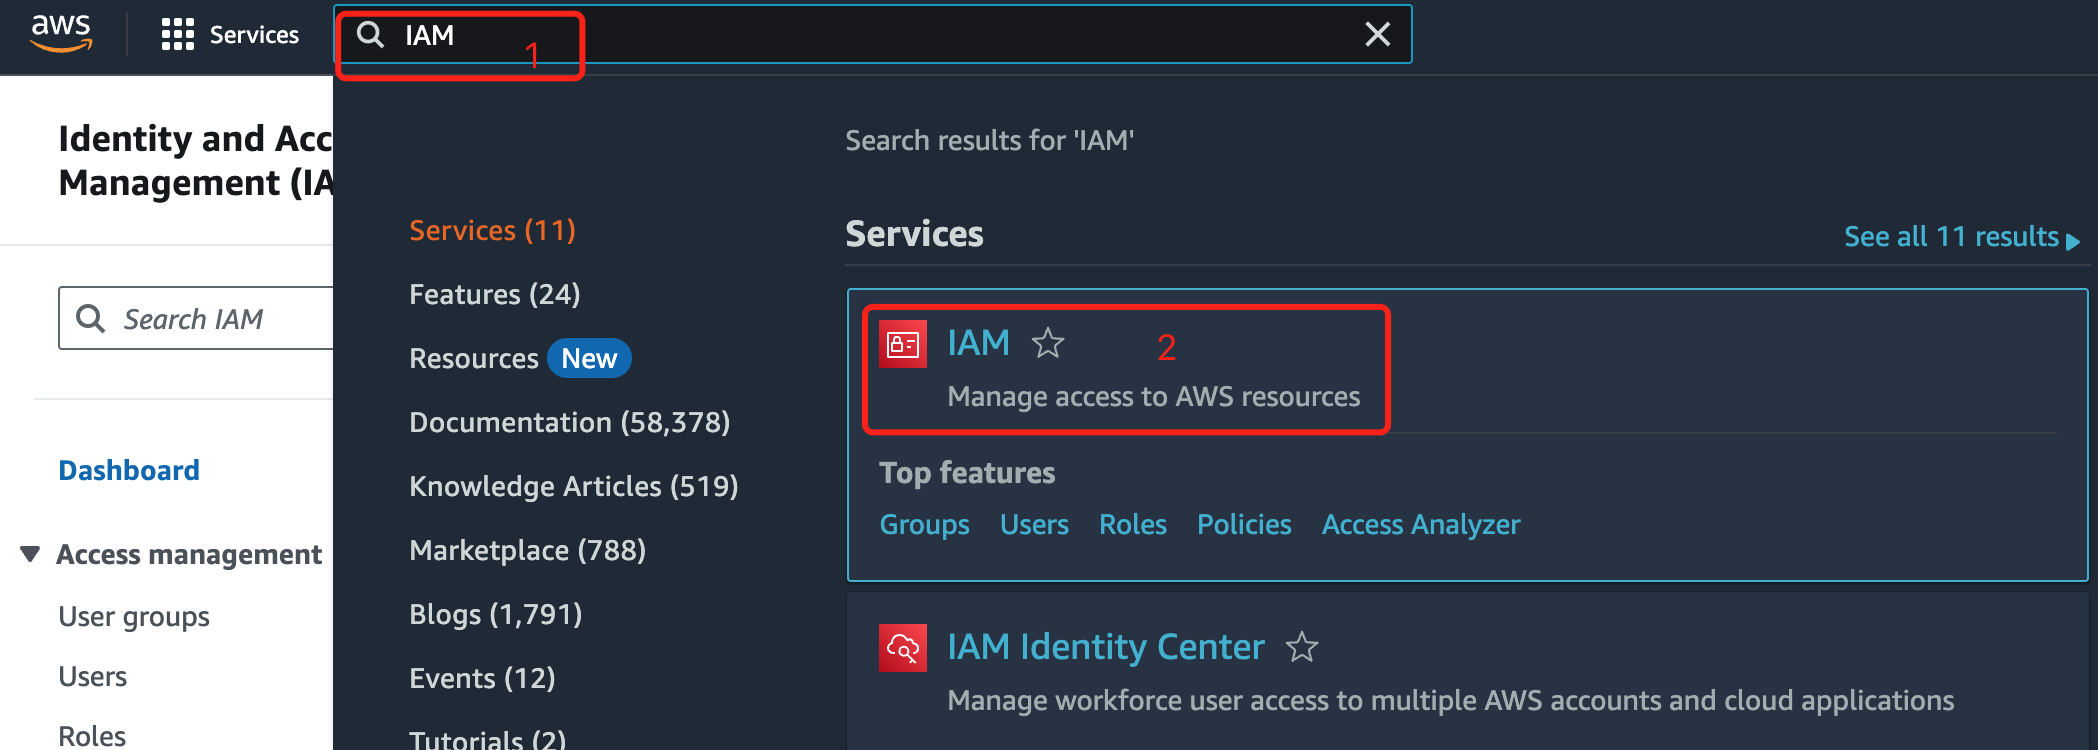 aws
Services
IAM
1
Identity and Acc
Management (IA
Search IAM
Dashboard
Access management
User groups
Users
Roles
Services (11)
Features (24)
Resources New
Documentation (58,378)
Knowledge Articles (519)
Marketplace (788)
Blogs (1,791)
Events (12)
Tutorials (2)
Search results for 'IAM'
Services
See all 11 results
IAM
2
Manage access to AWS resources
Top features
Groups Users Roles Policies Access Analyzer
IAM Identity Center
Manage workforce user access to multiple AWS accounts and cloud applications